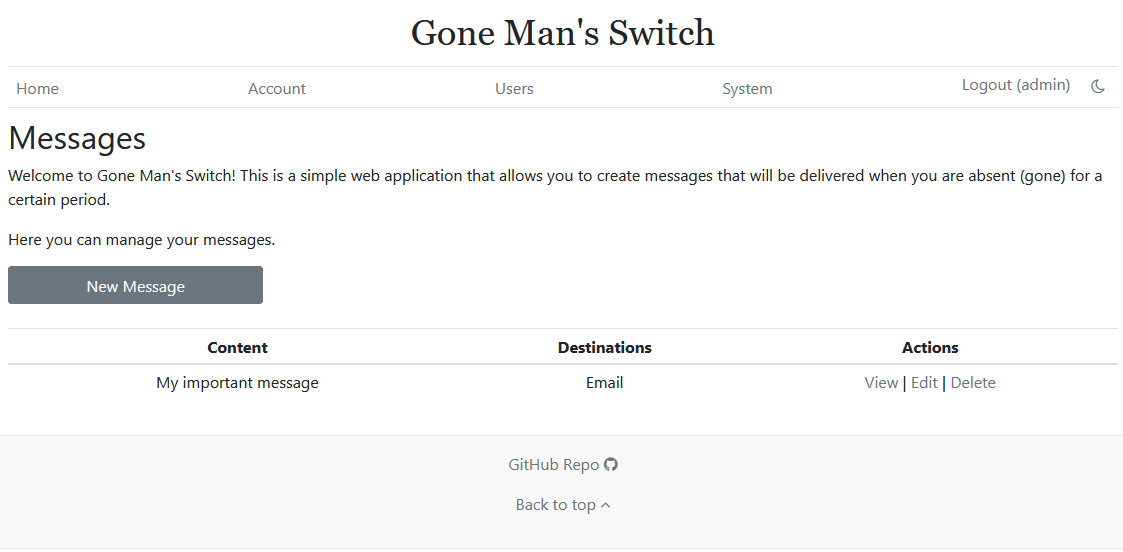 Gone Man's Switch
Home Account Users System Logout (admin)
Messages
Welcome to Gone Man's Switch! This is a simple web application that allows you to create messages that will be delivered when you are absent (gone) for a
certain period.
Here you can manage your messages.
New Message
Content Destinations Actions
My important message Email View | Edit | Delete
GitHub Repo
Back to top